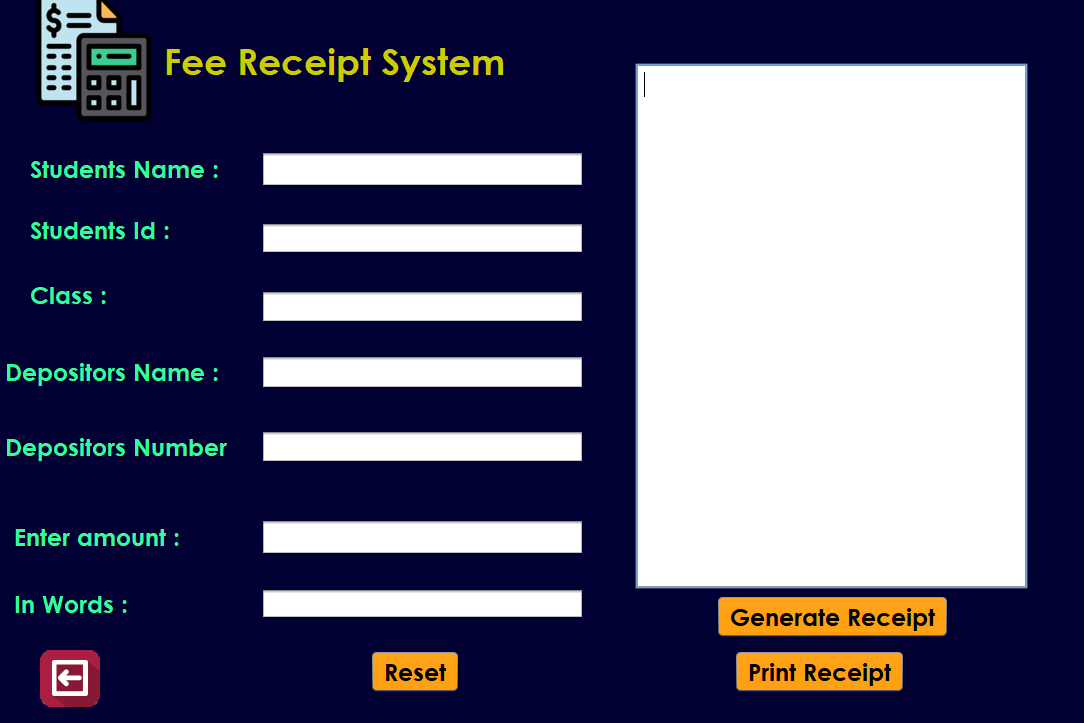 Fee Receipt System
Students Name :
Students Id :
Class :
Depositors Name :
Depositors Number
Enter amount :
In Words :
Generate Receipt
Reset
Print Receipt